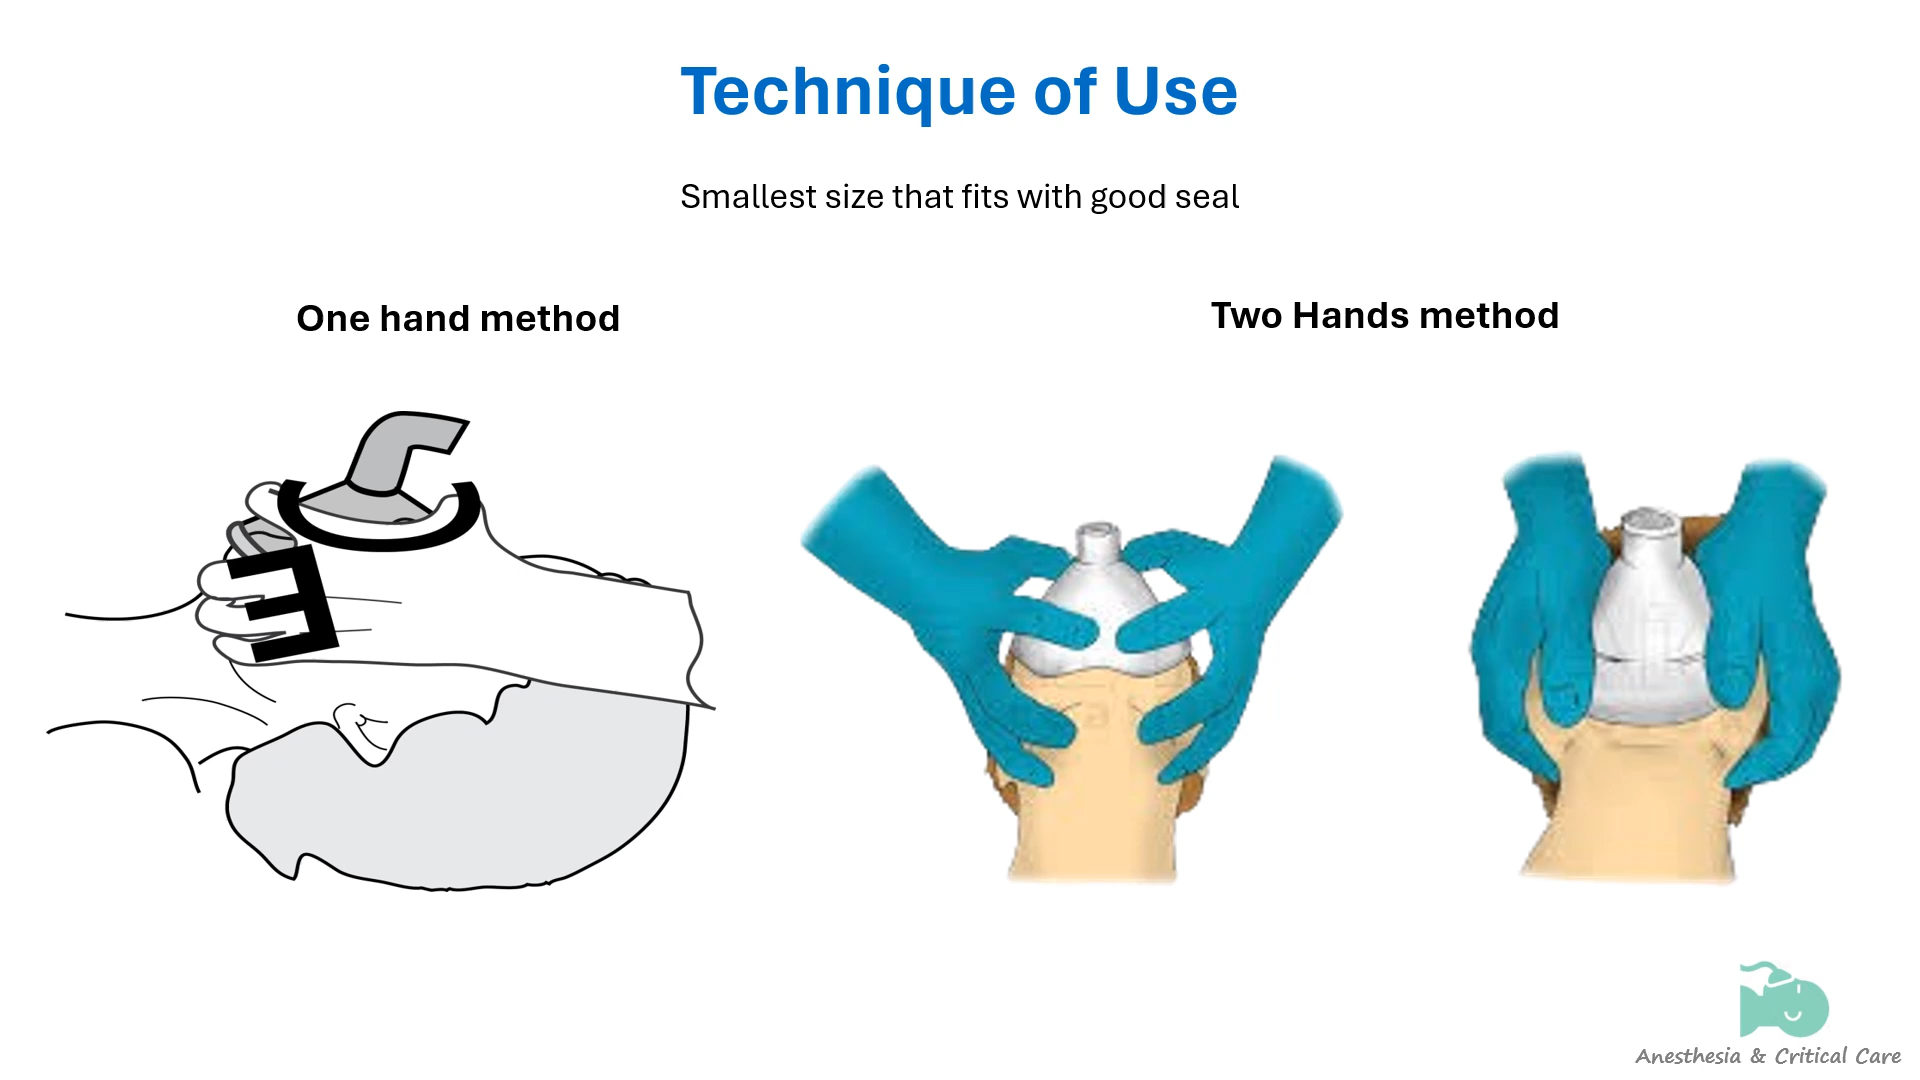 Technique of Use
Smallest size that fits with good seal
One hand method
Two Hands method
E
Anesthesia & Critical Care